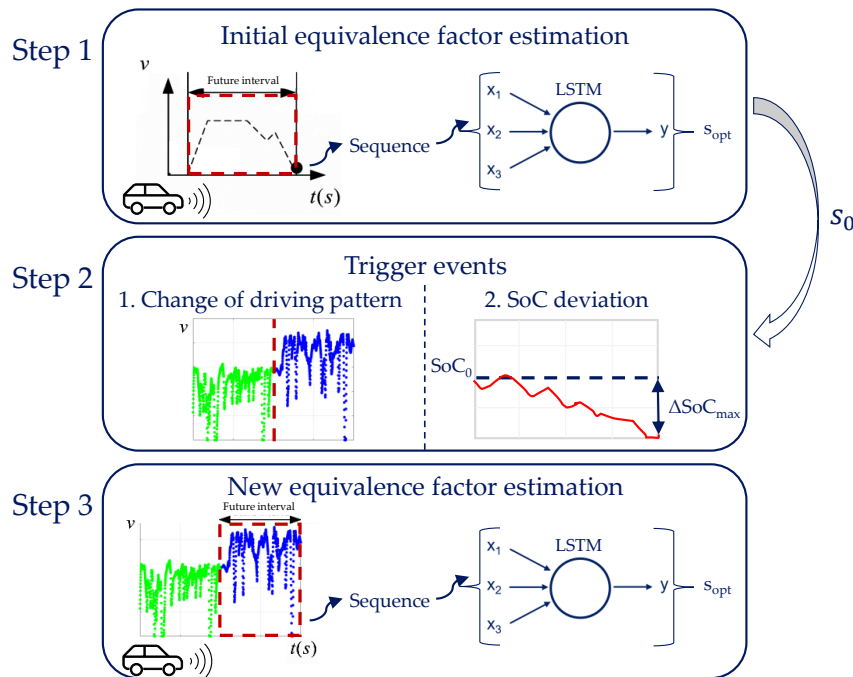 Step 1
Initial equivalence factor estimation
v
Future interval
t(s)
Sequence
x1
x2
x3
LSTM
y
sopt
s0
Step 2
Trigger events
1. Change of driving pattern
v
2. SoC deviation
SoC0
ΔSoCmax
Step 3
New equivalence factor estimation
v
Future interval
t(s)
Sequence
x1
x2
x3
LSTM
y
sopt